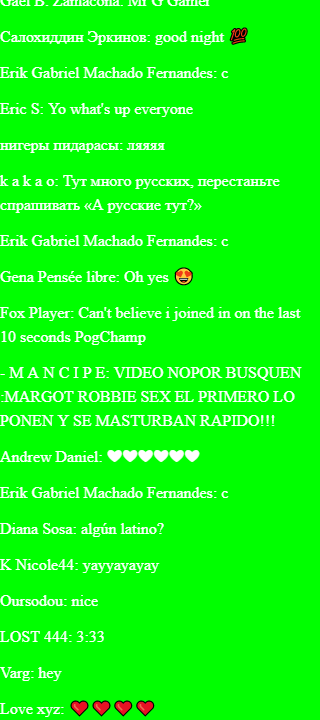 Gael B. Zamacona: Mr G Gamer
Салохиддин Эркинов: good night 💯
Erik Gabriel Machado Fernandes: c
Eric S: Yo what's up everyone
нигеры пидарасы: ляяяя
k a k a o: Тут много русских, перестаньте
спрашивать «А русские тут?»
Erik Gabriel Machado Fernandes: c
Gena Pensée libre: Oh yes 😍
Fox Player: Can't believe i joined in on the last
10 seconds PogChamp
- M A N C I P E: VIDEO NOPOR BUSQUEN
:MARGOT ROBBIE SEX EL PRIMERO LO
PONEN Y SE MASTURBAN RAPIDO!!!
Andrew Daniel: 🤍🤍🤍🤍🤍🤍
Erik Gabriel Machado Fernandes: c
Diana Sosa: algún latino?
K Nicole44: yayyayayay
Oursodou: nice
LOST 444: 3:33
Varg: hey
Love xyz: ❤️❤️❤️❤️